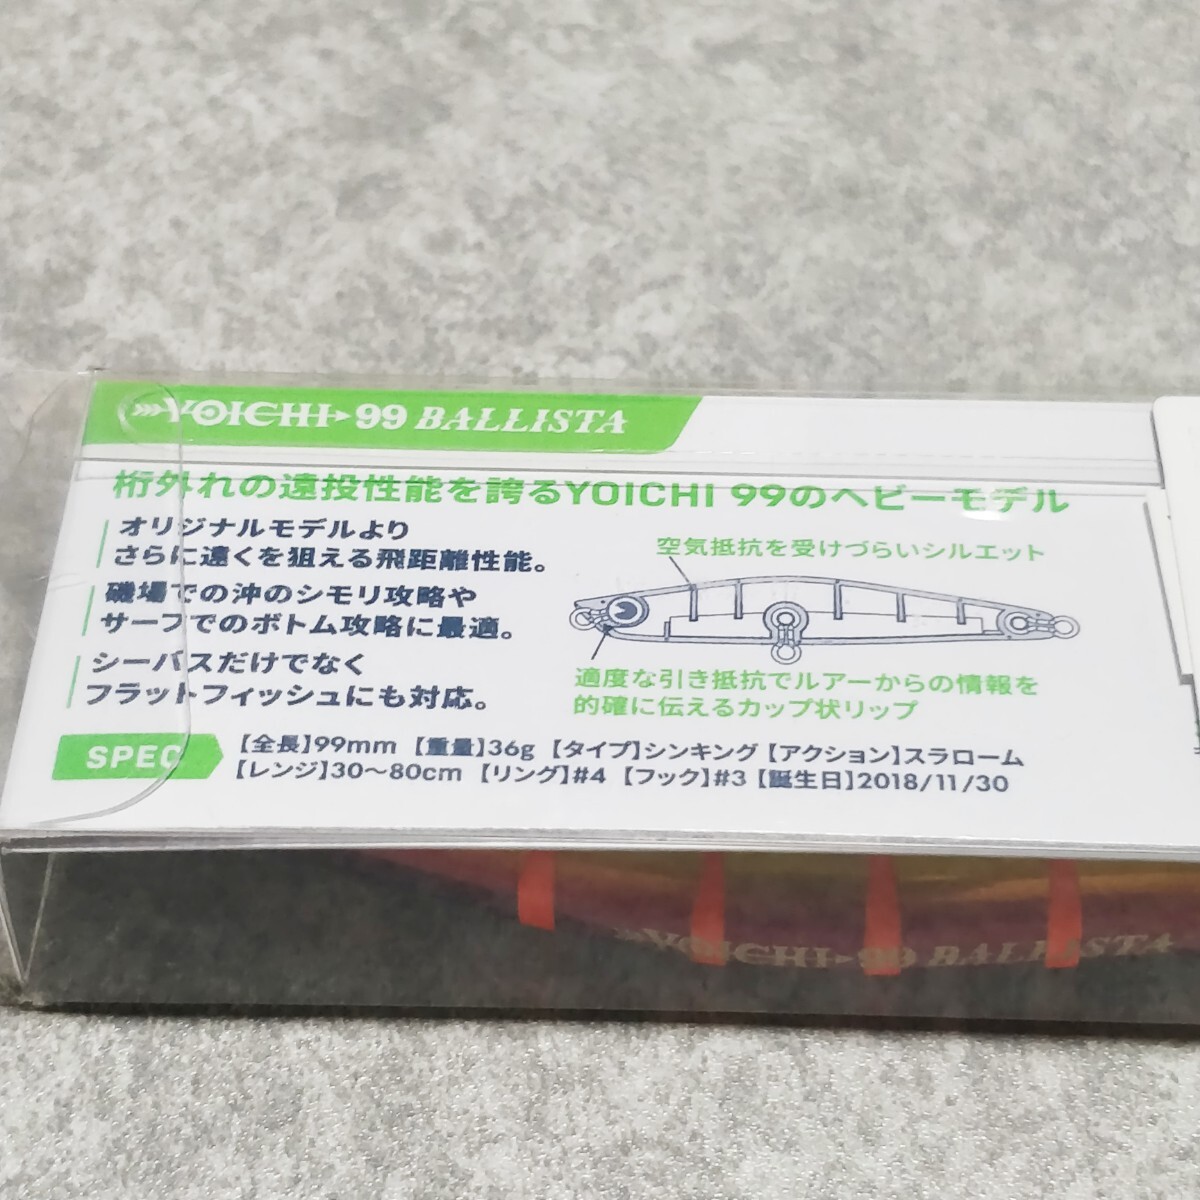 YOICHI 99 BALLISTA
桁外れの遠投性能を誇るYOICHI 99のヘビーモデル
オリジナルモデルより
さらに遠くを狙える飛距離性能。
磯場での沖のシモリ攻略や
サーフでのボトム攻略に最適。
シーバスだけでなく
フラットフィッシュにも対応。
空気抵抗を受けづらいシルエット
適度な引き抵抗でルアーからの情報を
的確に伝えるカップ状リップ
SPEC
【全長】99mm 【重量】36g 【タイプ】シンキング 【アクション】スラローム
【レンジ】30～80cm 【リング】#4 【フック】#3 【誕生日】2018/11/30
YOICHI 99 BALLISTA